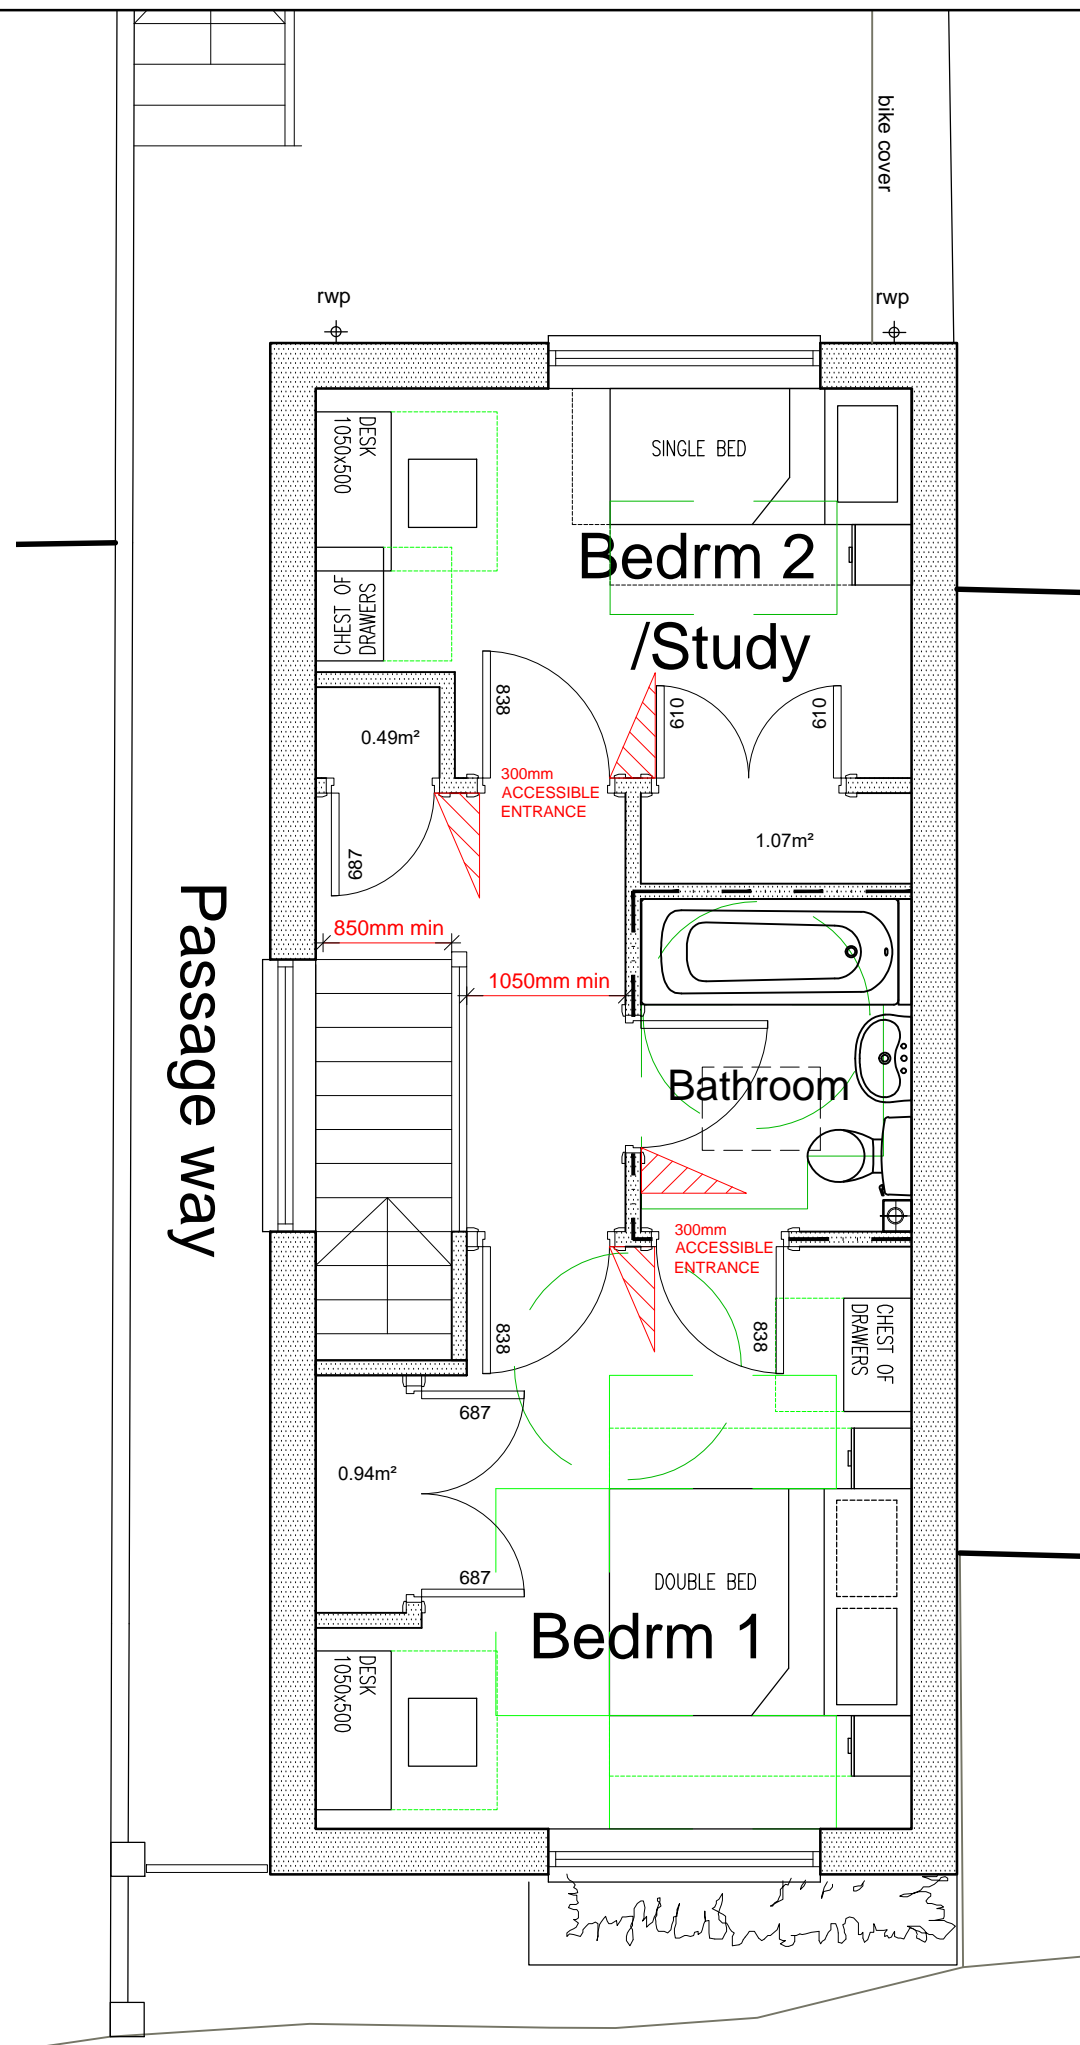 bike cover
rwp
rwp
DESK
1050x500
SINGLE BED
Bedrm 2
/Study
CHEST OF
DRAWERS
838
610
610
0.49m²
300mm
ACCESSIBLE
ENTRANCE
1.07m²
687
850mm min
1050mm min
Passage way
Bathroom
300mm
ACCESSIBLE
ENTRANCE
838
838
CHEST OF
DRAWERS
687
0.94m²
687
DOUBLE BED
Bedrm 1
DESK
1050x500